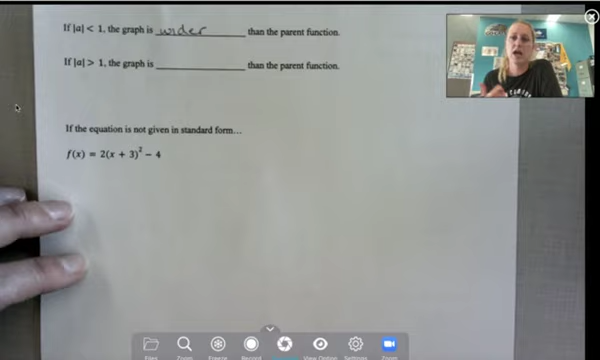 If |a| < 1, the graph is wider than the parent function.
If |a| > 1, the graph is ____________ than the parent function.
If the equation is not given in standard form...
f(x) = 2(x + 3)² – 4
Files Zoom Freeze Record View Option Settings Zoom